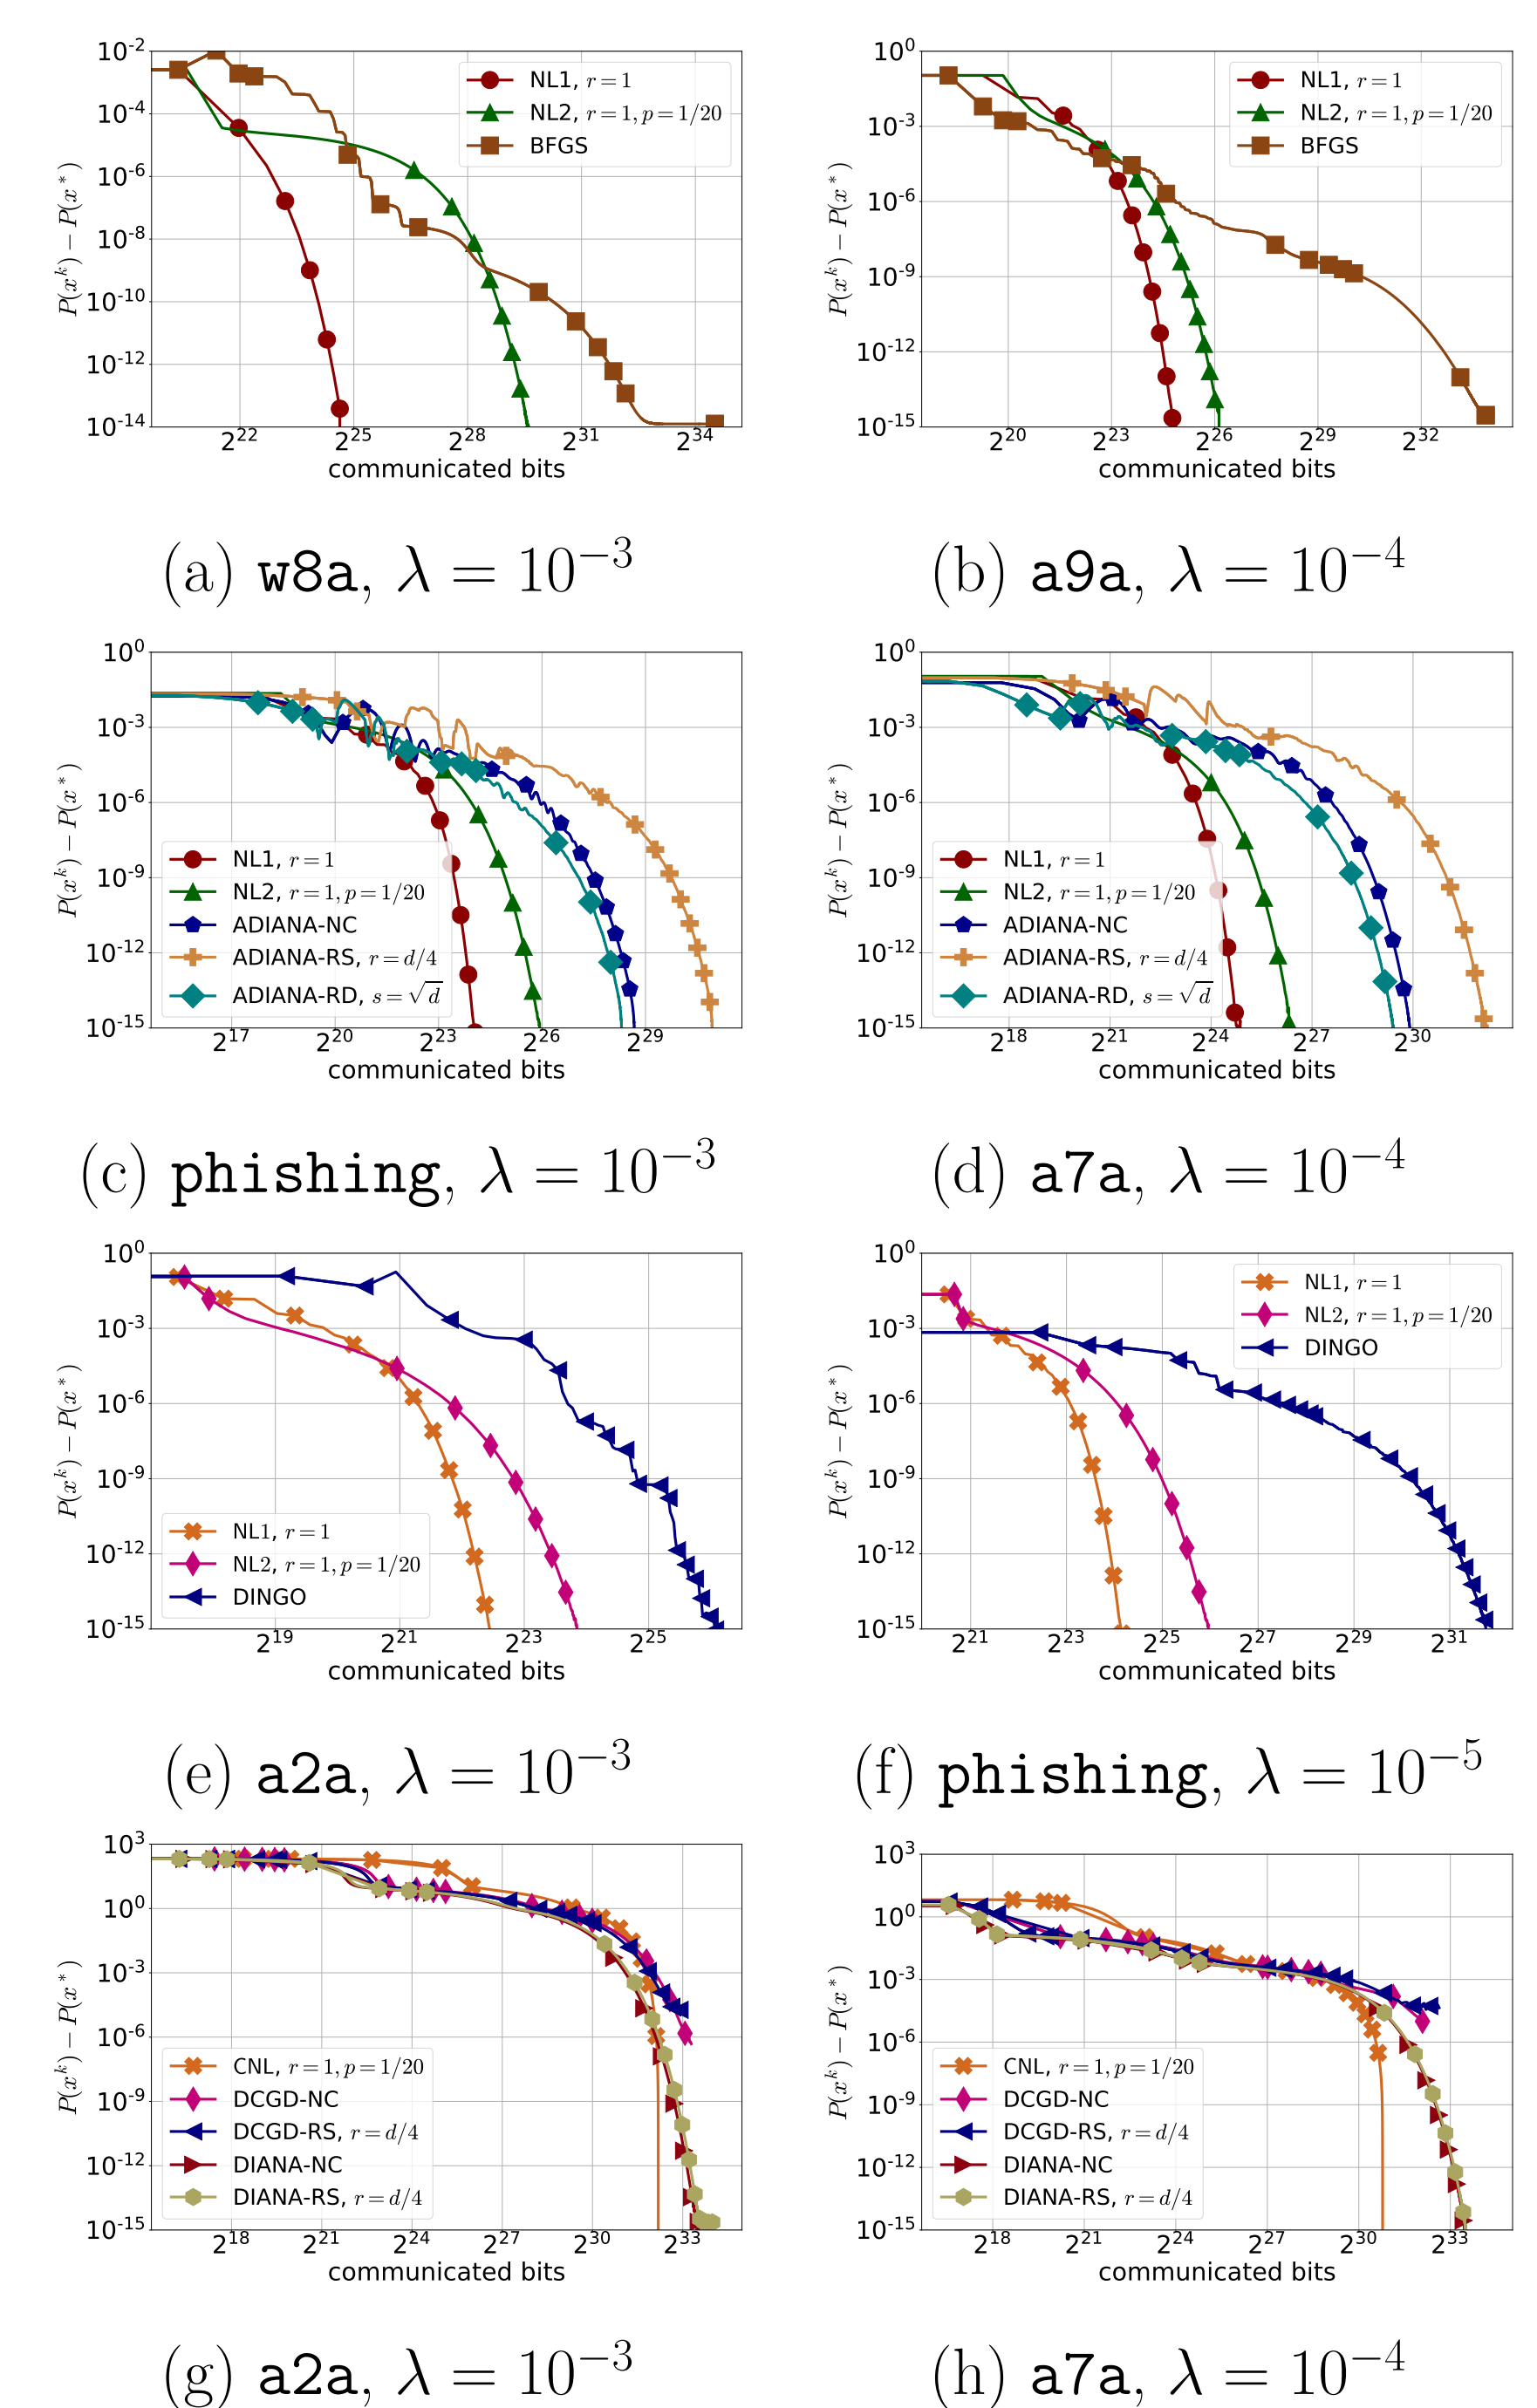 10^-2
10^-4
10^-6
10^-8
10^-10
10^-12
10^-14
P(x^k) − P(x^*)
NL1, r = 1
NL2, r = 1, p = 1/20
BFGS
2^22 2^25 2^28 2^31 2^34
communicated bits
(a) w8a, λ = 10^−3
10^0
10^-3
10^-6
10^-9
10^-12
10^-15
P(x^k) − P(x^*)
NL1, r = 1
NL2, r = 1, p = 1/20
BFGS
2^20 2^23 2^26 2^29 2^32
communicated bits
(b) a9a, λ = 10^−4
10^0
10^-3
10^-6
10^-9
10^-12
10^-15
P(x^k) − P(x^*)
NL1, r = 1
NL2, r = 1, p = 1/20
ADIANA-NC
ADIANA-RS, r = d/4
ADIANA-RD, s = √d
2^17 2^20 2^23 2^26 2^29
communicated bits
(c) phishing, λ = 10^−3
10^0
10^-3
10^-6
10^-9
10^-12
10^-15
P(x^k) − P(x^*)
NL1, r = 1
NL2, r = 1, p = 1/20
ADIANA-NC
ADIANA-RS, r = d/4
ADIANA-RD, s = √d
2^18 2^21 2^24 2^27 2^30
communicated bits
(d) a7a, λ = 10^−4
10^0
10^-3
10^-6
10^-9
10^-12
10^-15
P(x^k) − P(x^*)
NL1, r = 1
NL2, r = 1, p = 1/20
DINGO
2^19 2^21 2^23 2^25
communicated bits
(e) a2a, λ = 10^−3
10^0
10^-3
10^-6
10^-9
10^-12
10^-15
P(x^k) − P(x^*)
NL1, r = 1
NL2, r = 1, p = 1/20
DINGO
2^21 2^23 2^25 2^27 2^29 2^31
communicated bits
(f) phishing, λ = 10^−5
10^3
10^0
10^-3
10^-6
10^-9
10^-12
10^-15
P(x^k) − P(x^*)
CNL, r = 1, p = 1/20
DCGD-NC
DCGD-RS, r = d/4
DIANA-NC
DIANA-RS, r = d/4
2^18 2^21 2^24 2^27 2^30 2^33
communicated bits
(g) a2a, λ = 10^−3
10^3
10^0
10^-3
10^-6
10^-9
10^-12
10^-15
P(x^k) − P(x^*)
CNL, r = 1, p = 1/20
DCGD-NC
DCGD-RS, r = d/4
DIANA-NC
DIANA-RS, r = d/4
2^18 2^21 2^24 2^27 2^30 2^33
communicated bits
(h) a7a, λ = 10^−4